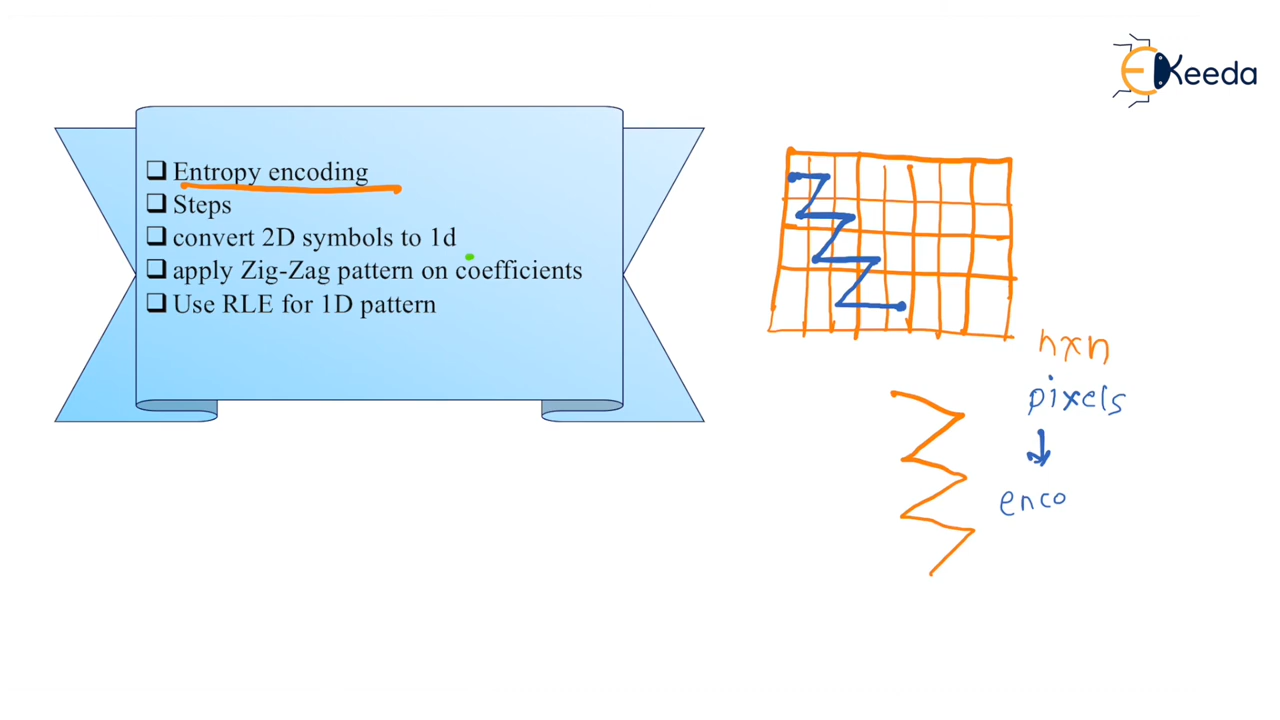 EKeeda
❑ Entropy encoding
❑ Steps
❑ convert 2D symbols to 1d
❑ apply Zig-Zag pattern on coefficients
❑ Use RLE for 1D pattern
nxn
pixels
enco